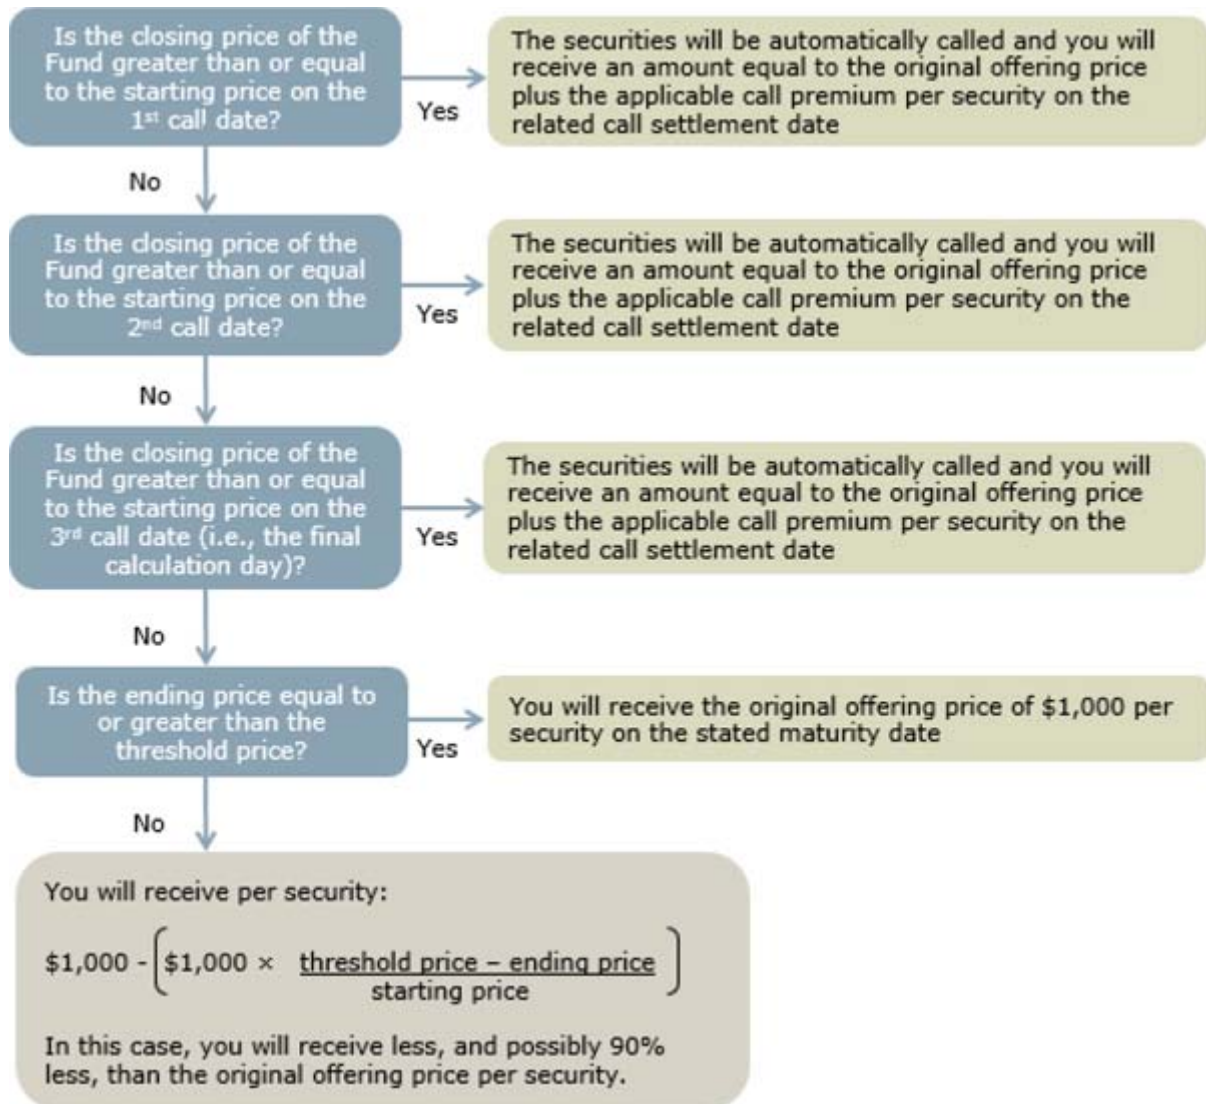 Is the closing price of the
Fund greater than or equal
to the starting price on the
1st call date?
Yes
The securities will be automatically called and you will
receive an amount equal to the original offering price
plus the applicable call premium per security on the
related call settlement date
No
Is the closing price of the
Fund greater than or equal
to the starting price on the
2nd call date?
Yes
The securities will be automatically called and you will
receive an amount equal to the original offering price
plus the applicable call premium per security on the
related call settlement date
No
Is the closing price of the
Fund greater than or equal
to the starting price on the
3rd call date (i.e., the final
calculation day)?
Yes
The securities will be automatically called and you will
receive an amount equal to the original offering price
plus the applicable call premium per security on the
related call settlement date
No
Is the ending price equal to
or greater than the
threshold price?
Yes
You will receive the original offering price of $1,000 per
security on the stated maturity date
No
You will receive per security:
$1,000 - ($1,000 × threshold price – ending price
starting price)
In this case, you will receive less, and possibly 90%
less, than the original offering price per security.